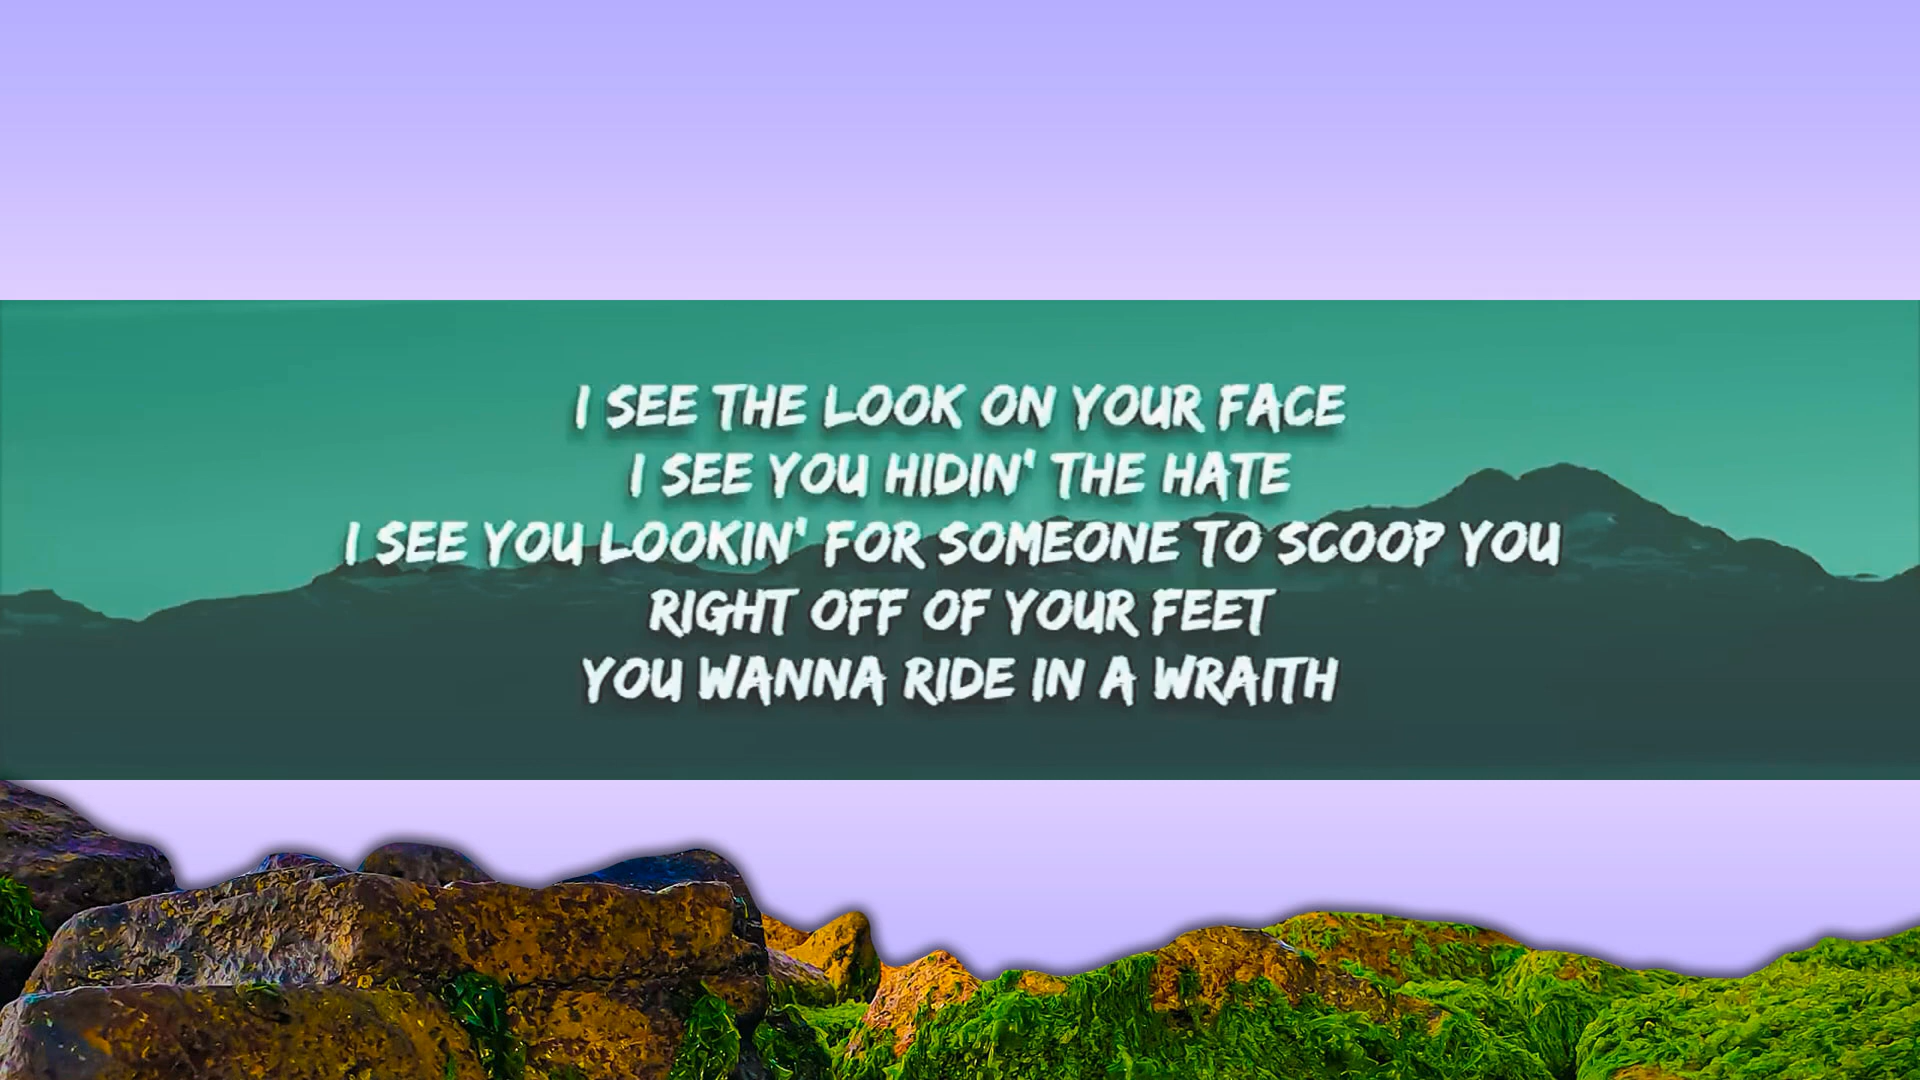 I SEE THE LOOK ON YOUR FACE
I SEE YOU HIDIN' THE HATE
I SEE YOU LOOKIN' FOR SOMEONE TO SCOOP YOU
RIGHT OFF OF YOUR FEET
YOU WANNA RIDE IN A WRAITH